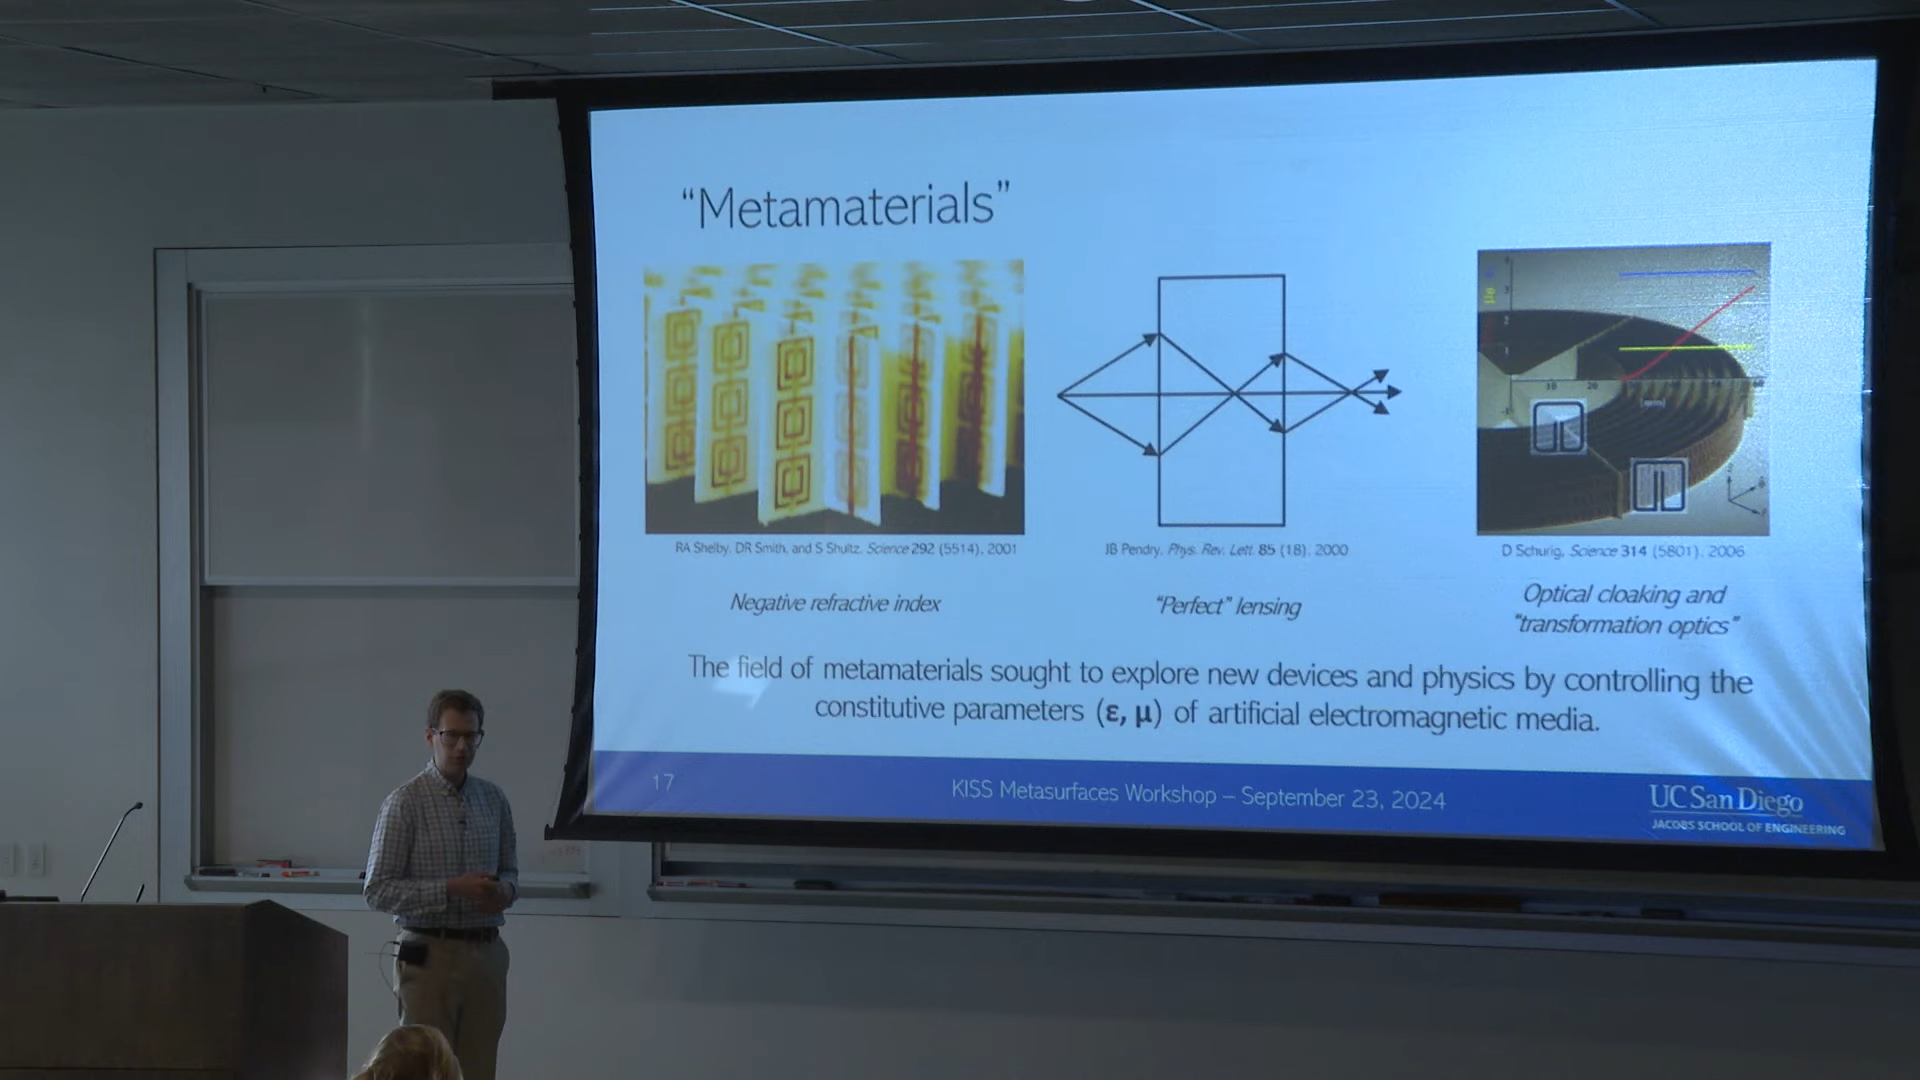 “Metamaterials”
RA Shelby, DR Smith, and S Shultz, Science 292 (5514), 2001
JB Pendry, Phys. Rev. Lett. 85 (18), 2000
D Schurig, Science 314 (5801), 2006
Negative refractive index
“Perfect” lensing
Optical cloaking and
“transformation optics”
The field of metamaterials sought to explore new devices and physics by controlling the
constitutive parameters (ε, μ) of artificial electromagnetic media.
17
KISS Metasurfaces Workshop – September 23, 2024
UC San Diego
JACOBS SCHOOL OF ENGINEERING